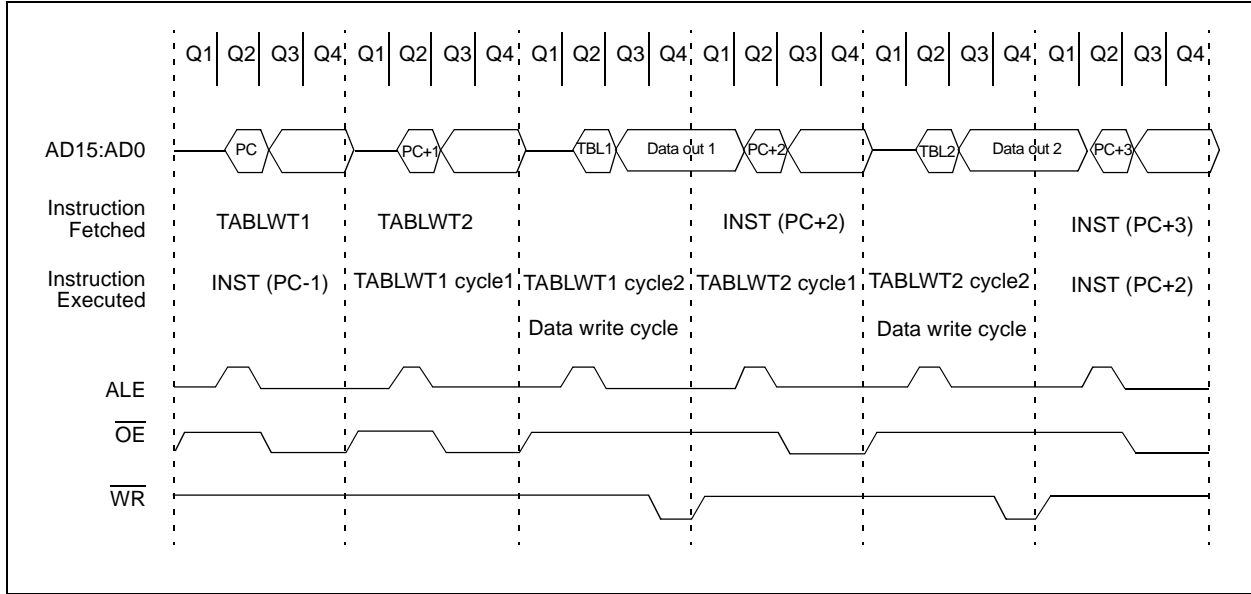 Q1 Q2 Q3 Q4 Q1 Q2 Q3 Q4 Q1 Q2 Q3 Q4 Q1 Q2 Q3 Q4 Q1 Q2 Q3 Q4 Q1 Q2 Q3 Q4
AD15:AD0 PC PC+1 TBL1 Data out 1 PC+2 TBL2 Data out 2 PC+3
Instruction
Fetched
TABLWT1 TABLWT2 INST (PC+2) INST (PC+3)
Instruction
Executed
INST (PC-1) TABLWT1 cycle1 TABLWT1 cycle2 TABLWT2 cycle1 TABLWT2 cycle2 INST (PC+2)
Data write cycle Data write cycle
ALE
OE
WR